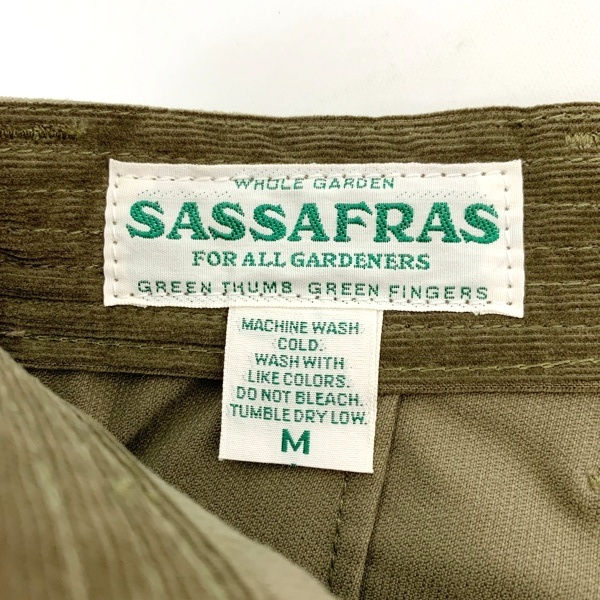 WHOLE GARDEN
SASSAFRAS
FOR ALL GARDENERS
GREEN THUMB GREEN FINGERS
MACHINE WASH
COLD.
WASH WITH
LIKE COLORS.
DO NOT BLEACH.
TUMBLE DRY LOW.
M